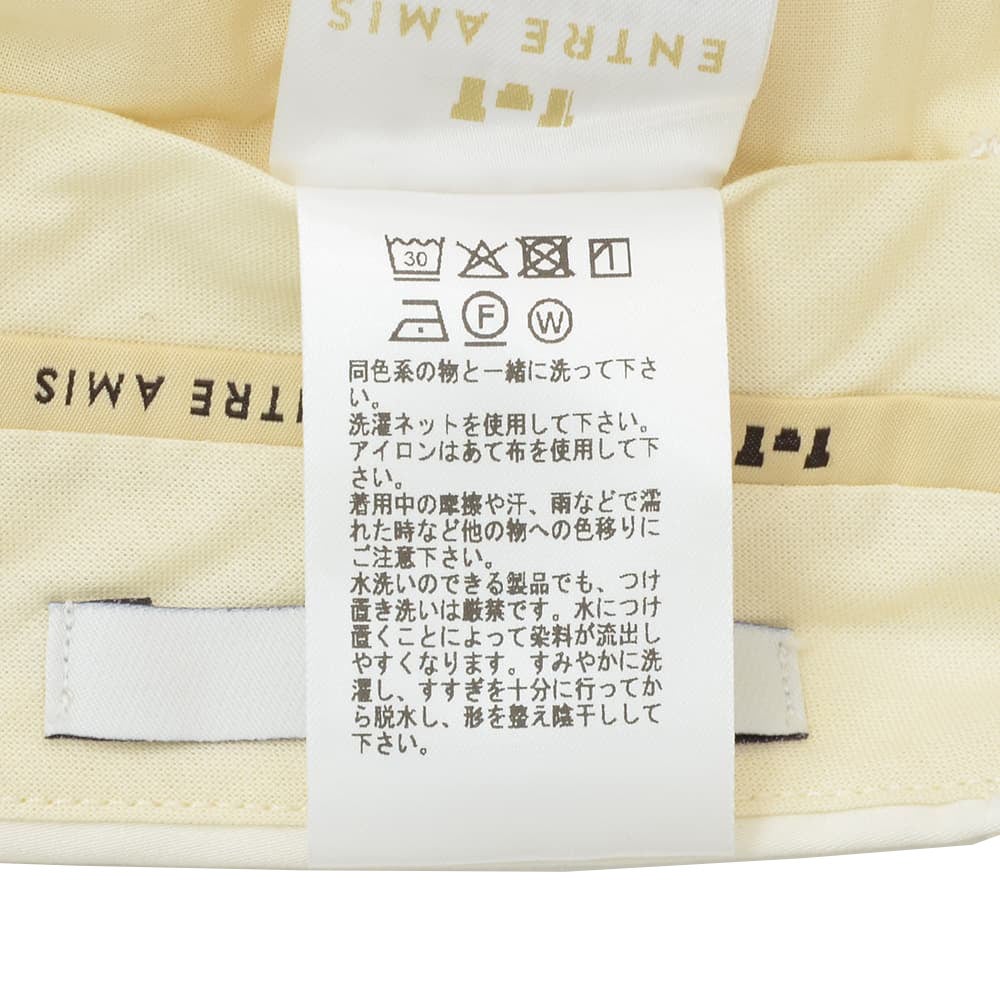 ENTRE AMIS
30
F
W
同色系の物と一緒に洗って下さ
い。
洗濯ネットを使用して下さい。
アイロンはあて布を使用して下
さい。
着用中の摩擦や汗、雨などで濡
れた時など他の物への色移りに
ご注意下さい。
水洗いのできる製品でも、つけ
置き洗いは厳禁です。水につけ
置くことによって染料が流出し
やすくなります。すみやかに洗
濯し、すすぎを十分に行ってか
ら脱水し、形を整え陰干しして
下さい。
ENTRE AMIS